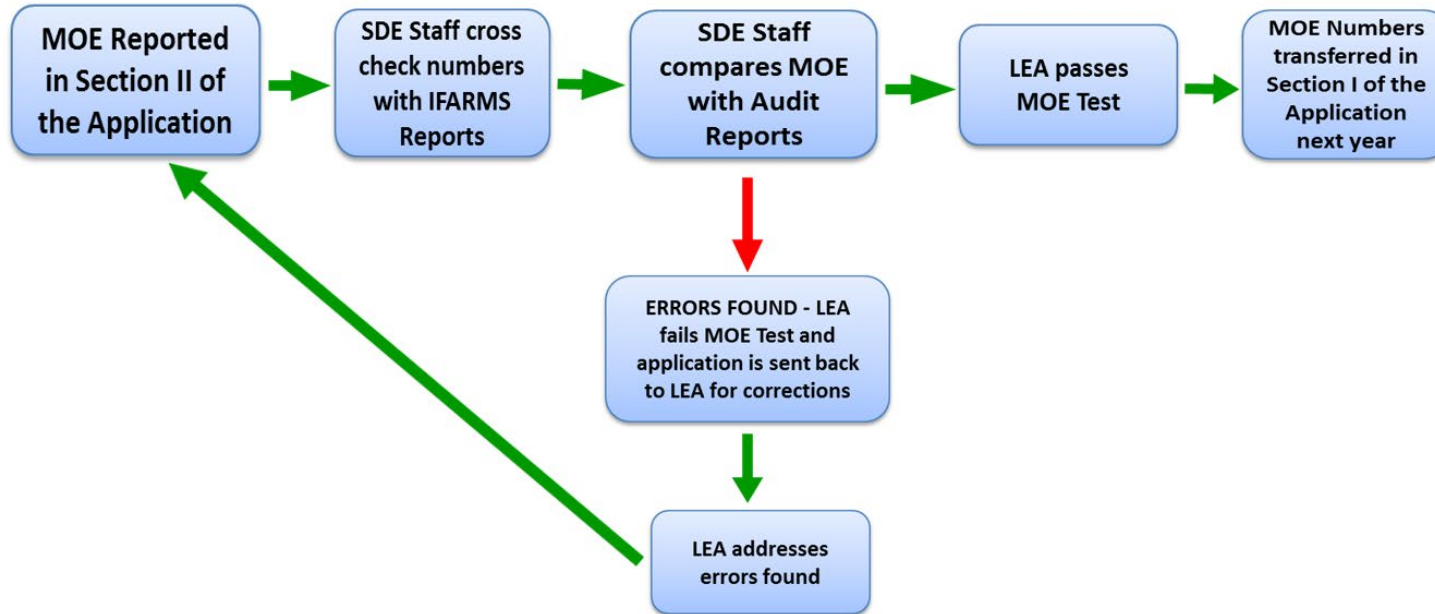 MOE Reported
in Section II of
the Application
SDE Staff cross
check numbers
with IFARMS
Reports
SDE Staff
compares MOE
with Audit
Reports
LEA passes
MOE Test
MOE Numbers
transferred in
Section I of the
Application
next year
ERRORS FOUND - LEA
fails MOE Test and
application is sent back
to LEA for corrections
LEA addresses
errors found